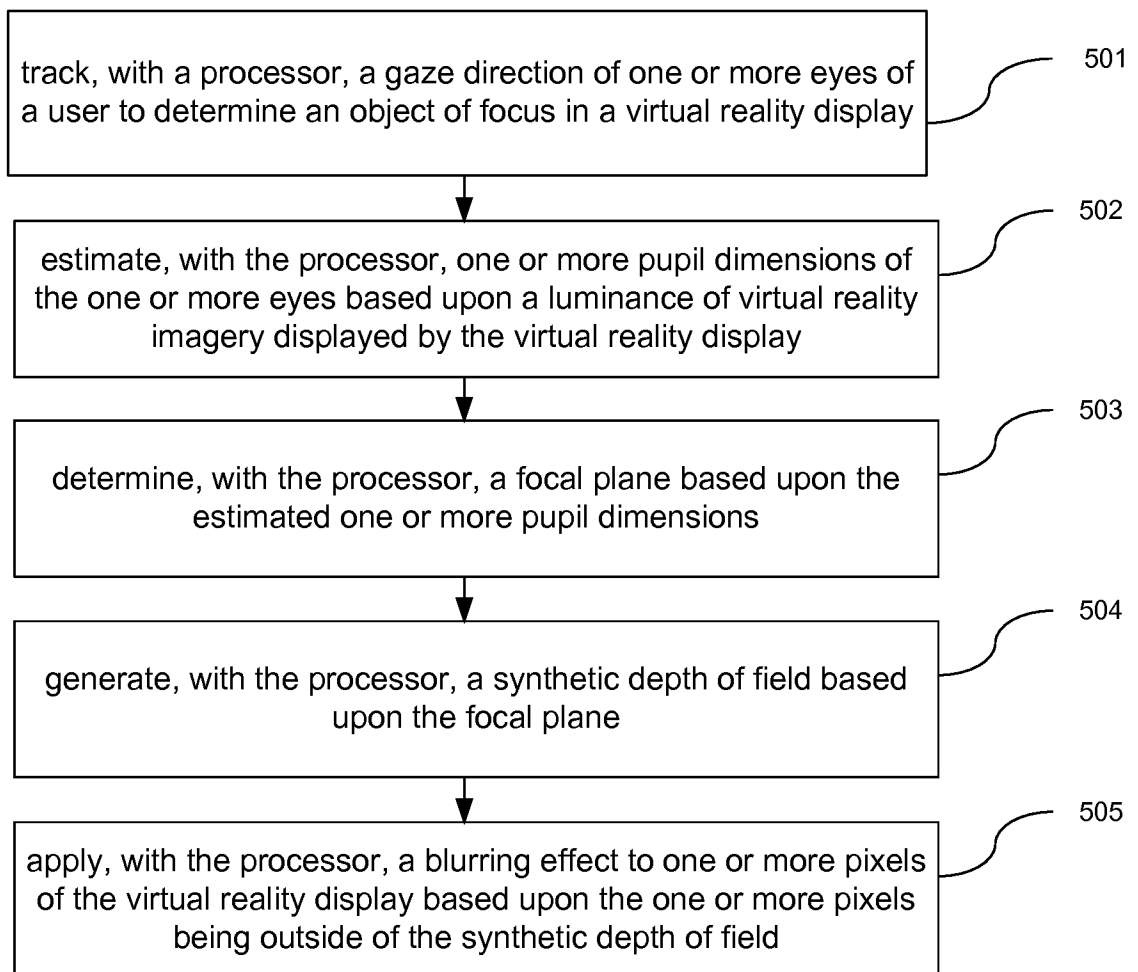 track, with a processor, a gaze direction of one or more eyes of
a user to determine an object of focus in a virtual reality display
501
estimate, with the processor, one or more pupil dimensions of
the one or more eyes based upon a luminance of virtual reality
imagery displayed by the virtual reality display
502
determine, with the processor, a focal plane based upon the
estimated one or more pupil dimensions
503
generate, with the processor, a synthetic depth of field based
upon the focal plane
504
apply, with the processor, a blurring effect to one or more pixels
of the virtual reality display based upon the one or more pixels
being outside of the synthetic depth of field
505